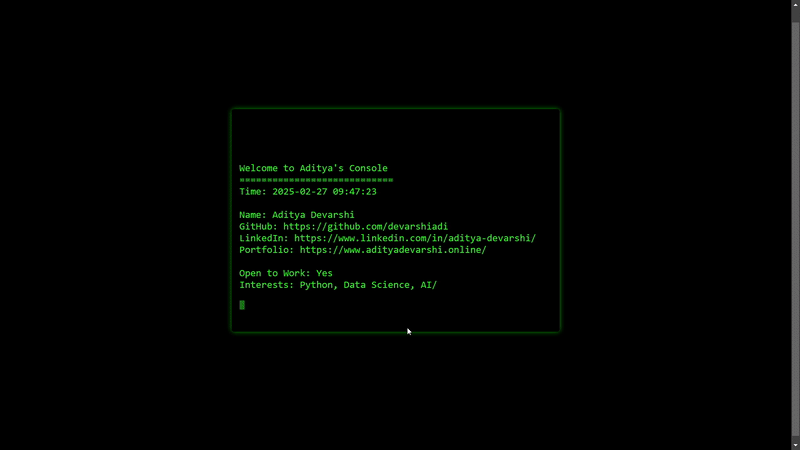 Welcome to Aditya's Console
============================
Time: 2025-02-27 09:47:23
Name: Aditya Devarshi
GitHub: https://github.com/devarshiadi
LinkedIn: https://www.linkedin.com/in/aditya-devarshi/
Portfolio: https://www.adityadevarshi.online/
Open to Work: Yes
Interests: Python, Data Science, AI/